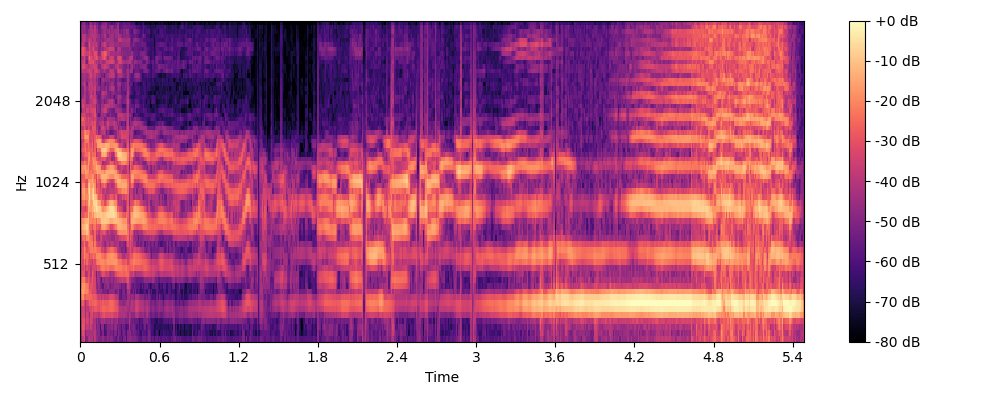 +0 dB
-10 dB
2048
-20 dB
-30 dB
Hz
1024
-40 dB
-50 dB
512
-60 dB
-70 dB
-80 dB
0 0.6 1.2 1.8 2.4 3 3.6 4.2 4.8 5.4
Time